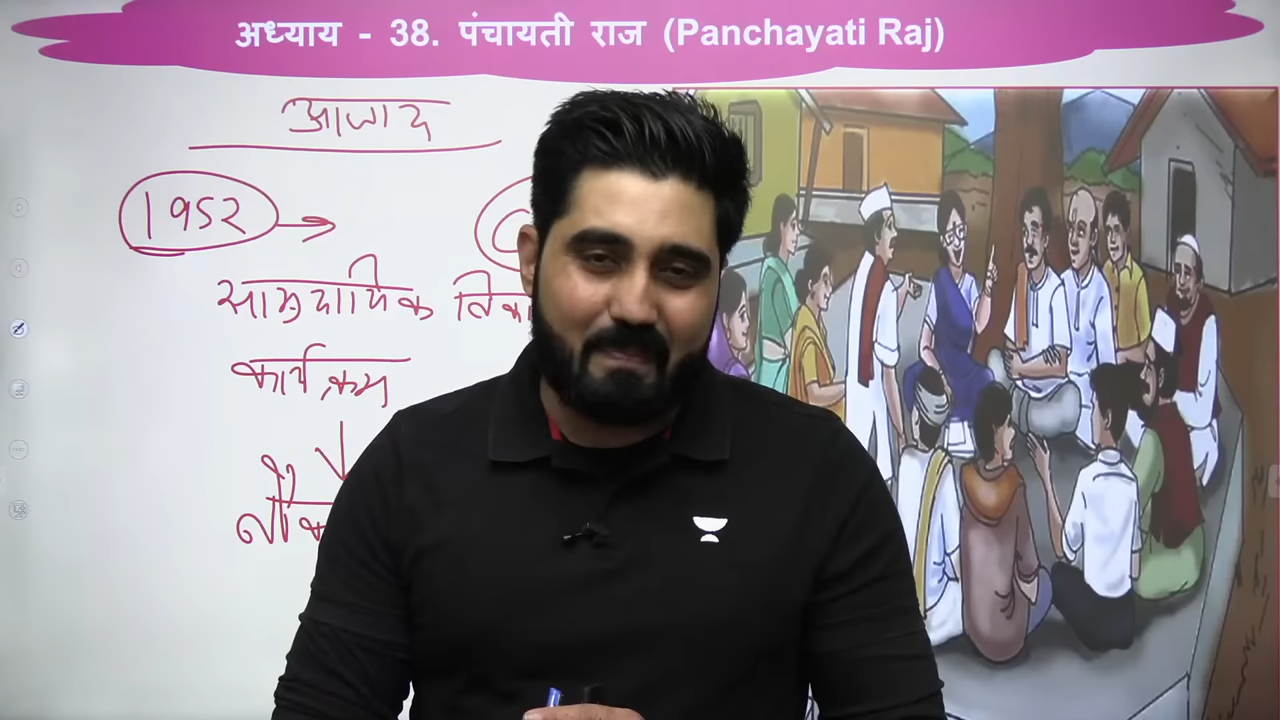 अध्याय - 38. पंचायती राज (Panchayati Raj)
आजाद
1952 →
सामुदायिक
कार्यक्रम